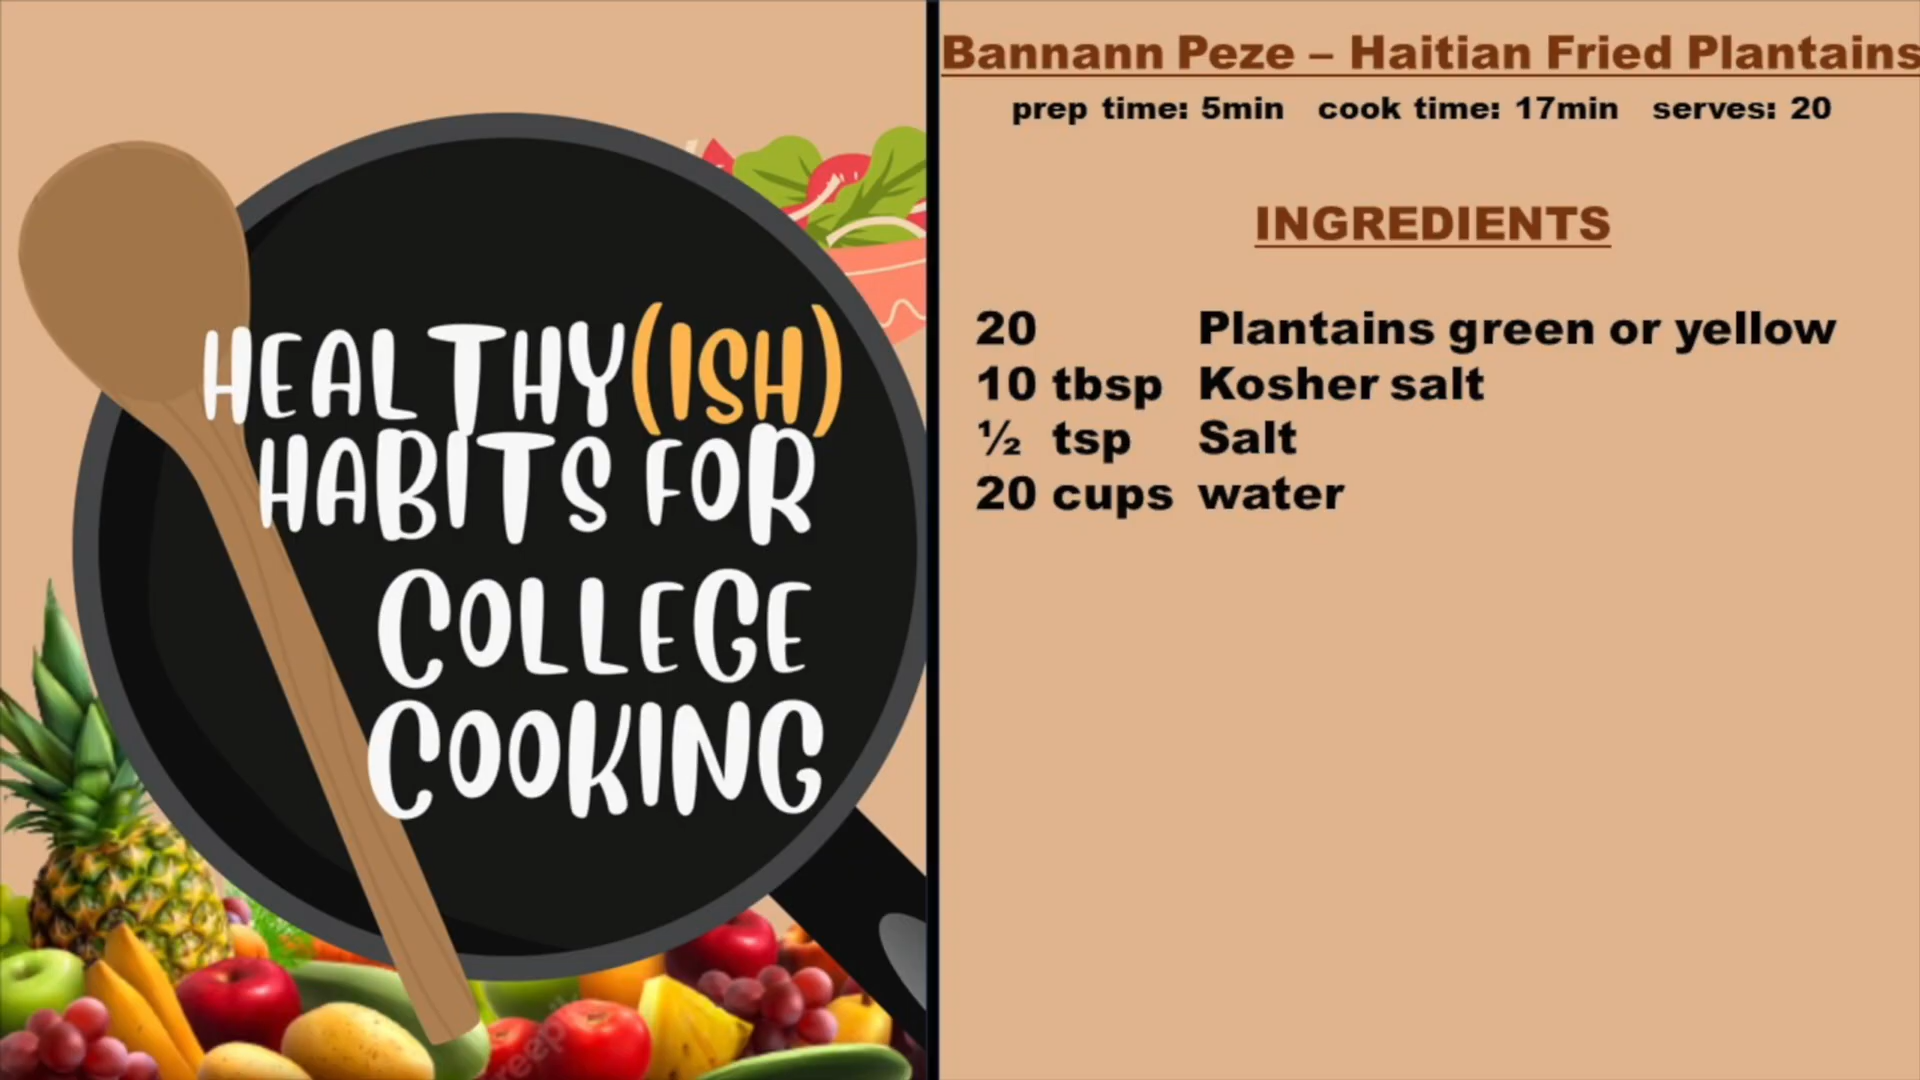 HEALTHY(ISH)
HABITS FOR
COLLEGE
COOKING
Bannann Peze – Haitian Fried Plantains
prep time: 5min cook time: 17min serves: 20
INGREDIENTS
20 Plantains green or yellow
10 tbsp Kosher salt
½ tsp Salt
20 cups water